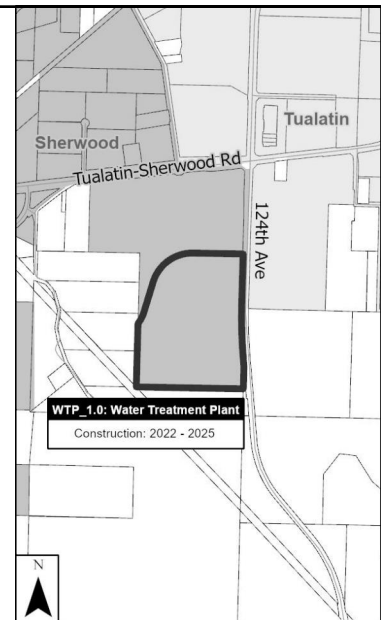 Tualatin
Sherwood
Tualatin-Sherwood Rd
124th Ave
WTP_1.0: Water Treatment Plant
Construction: 2022 - 2025
N